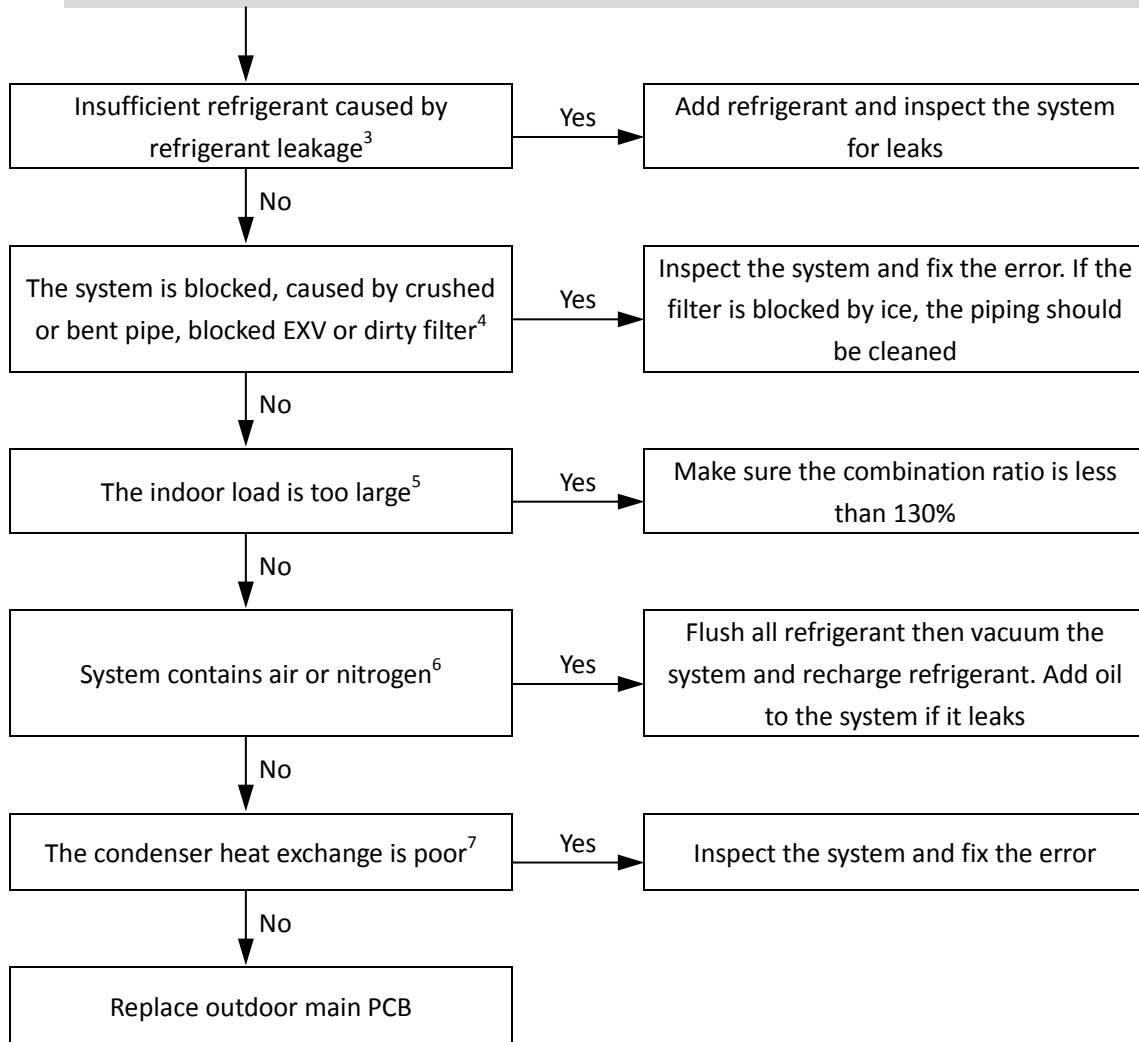 Insufficient refrigerant caused by
refrigerant leakage3
Yes
Add refrigerant and inspect the system
for leaks
No
The system is blocked, caused by crushed
or bent pipe, blocked EXV or dirty filter4
Yes
Inspect the system and fix the error. If the
filter is blocked by ice, the piping should
be cleaned
No
The indoor load is too large5
Yes
Make sure the combination ratio is less
than 130%
No
System contains air or nitrogen6
Yes
Flush all refrigerant then vacuum the
system and recharge refrigerant. Add oil
to the system if it leaks
No
The condenser heat exchange is poor7
Yes
Inspect the system and fix the error
No
Replace outdoor main PCB